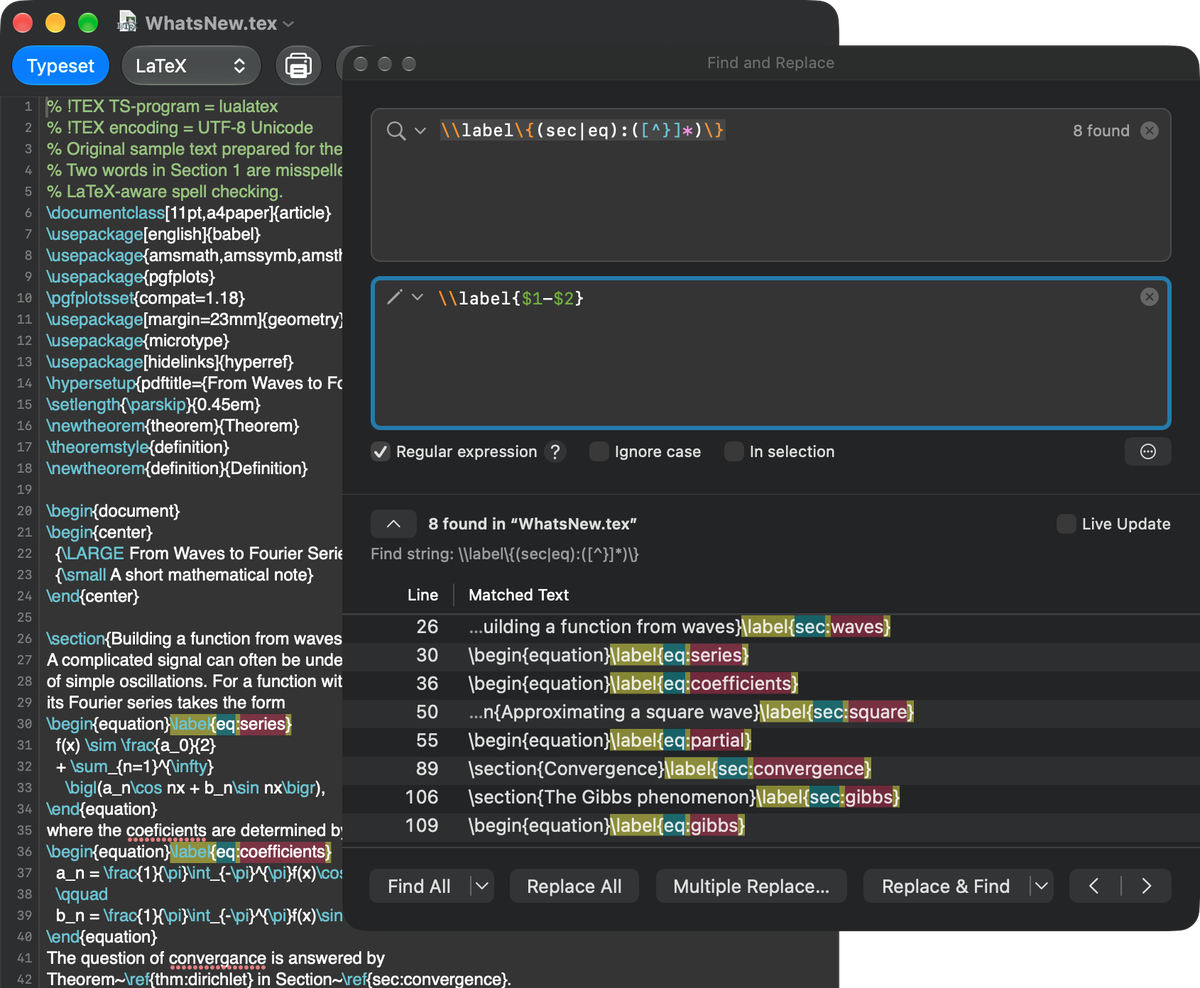 WhatsNew.tex
Typeset
LaTeX
1 % !TEX TS-program = lualatex
2 % !TEX encoding = UTF-8 Unicode
3 % Original sample text prepared for the
4 % Two words in Section 1 are misspelle
5 % LaTeX-aware spell checking.
6 \documentclass[11pt,a4paper]{article}
7 \usepackage[english]{babel}
8 \usepackage{amsmath,amssymb,amsth
9 \usepackage{pgfplots}
10 \pgfplotsset{compat=1.18}
11 \usepackage[margin=23mm]{geometry}
12 \usepackage{microtype}
13 \usepackage[hidelinks]{hyperref}
14 \hypersetup{pdftitle={From Waves to Fo
15 \setlength{\parskip}{0.45em}
16 \newtheorem{theorem}{Theorem}
17 \theoremstyle{definition}
18 \newtheorem{definition}{Definition}
19
20 \begin{document}
21 \begin{center}
22 {\LARGE From Waves to Fourier Serie
23 {\small A short mathematical note}
24 \end{center}
25
26 \section{Building a function from waves
27 A complicated signal can often be unde
28 of simple oscillations. For a function wit
29 its Fourier series takes the form
30 \begin{equation}\label{eq:series}
31 f(x) \sim \frac{a_0}{2}
32 + \sum_{n=1}^{\infty}
33 \bigl(a_n\cos nx + b_n\sin nx\bigr),
34 \end{equation}
35 where the coeficients are determined by
36 \begin{equation}\label{eq:coefficients}
37 a_n = \frac{1}{\pi}\int_{-\pi}^{\pi}f(x)\cos
38 \qquad
39 b_n = \frac{1}{\pi}\int_{-\pi}^{\pi}f(x)\sin
40 \end{equation}
41 The question of convergance is answered by
42 Theorem~\ref{thm:dirichlet} in Section~\ref{sec:convergence}.
Find and Replace
\\label\{(sec|eq):([^}]*)\}
8 found
\\label{$1-$2}
Regular expression ? Ignore case In selection
8 found in “WhatsNew.tex”
Live Update
Find string: \\label\{(sec|eq):([^}]*)\}
Line Matched Text
26 ...uilding a function from waves}\label{sec:waves}
30 \begin{equation}\label{eq:series}
36 \begin{equation}\label{eq:coefficients}
50 ...n{Approximating a square wave}\label{sec:square}
55 \begin{equation}\label{eq:partial}
89 \section{Convergence}\label{sec:convergence}
106 \section{The Gibbs phenomenon}\label{sec:gibbs}
109 \begin{equation}\label{eq:gibbs}
Find All Replace All Multiple Replace... Replace & Find